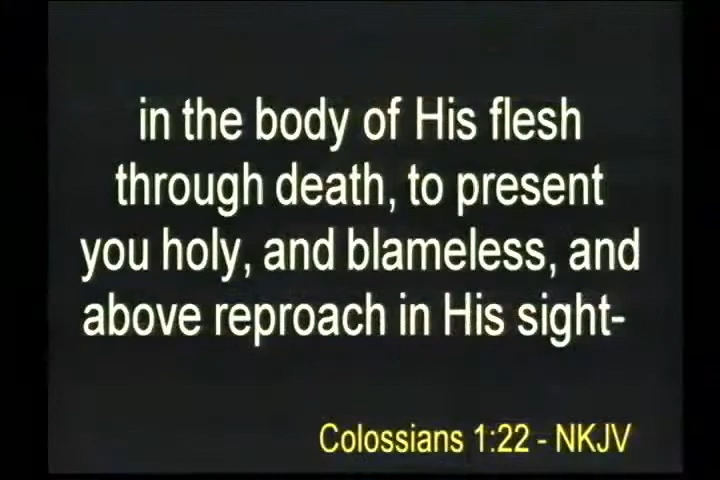 in the body of His flesh
through death, to present
you holy, and blameless, and
above reproach in His sight-
Colossians 1:22 - NKJV